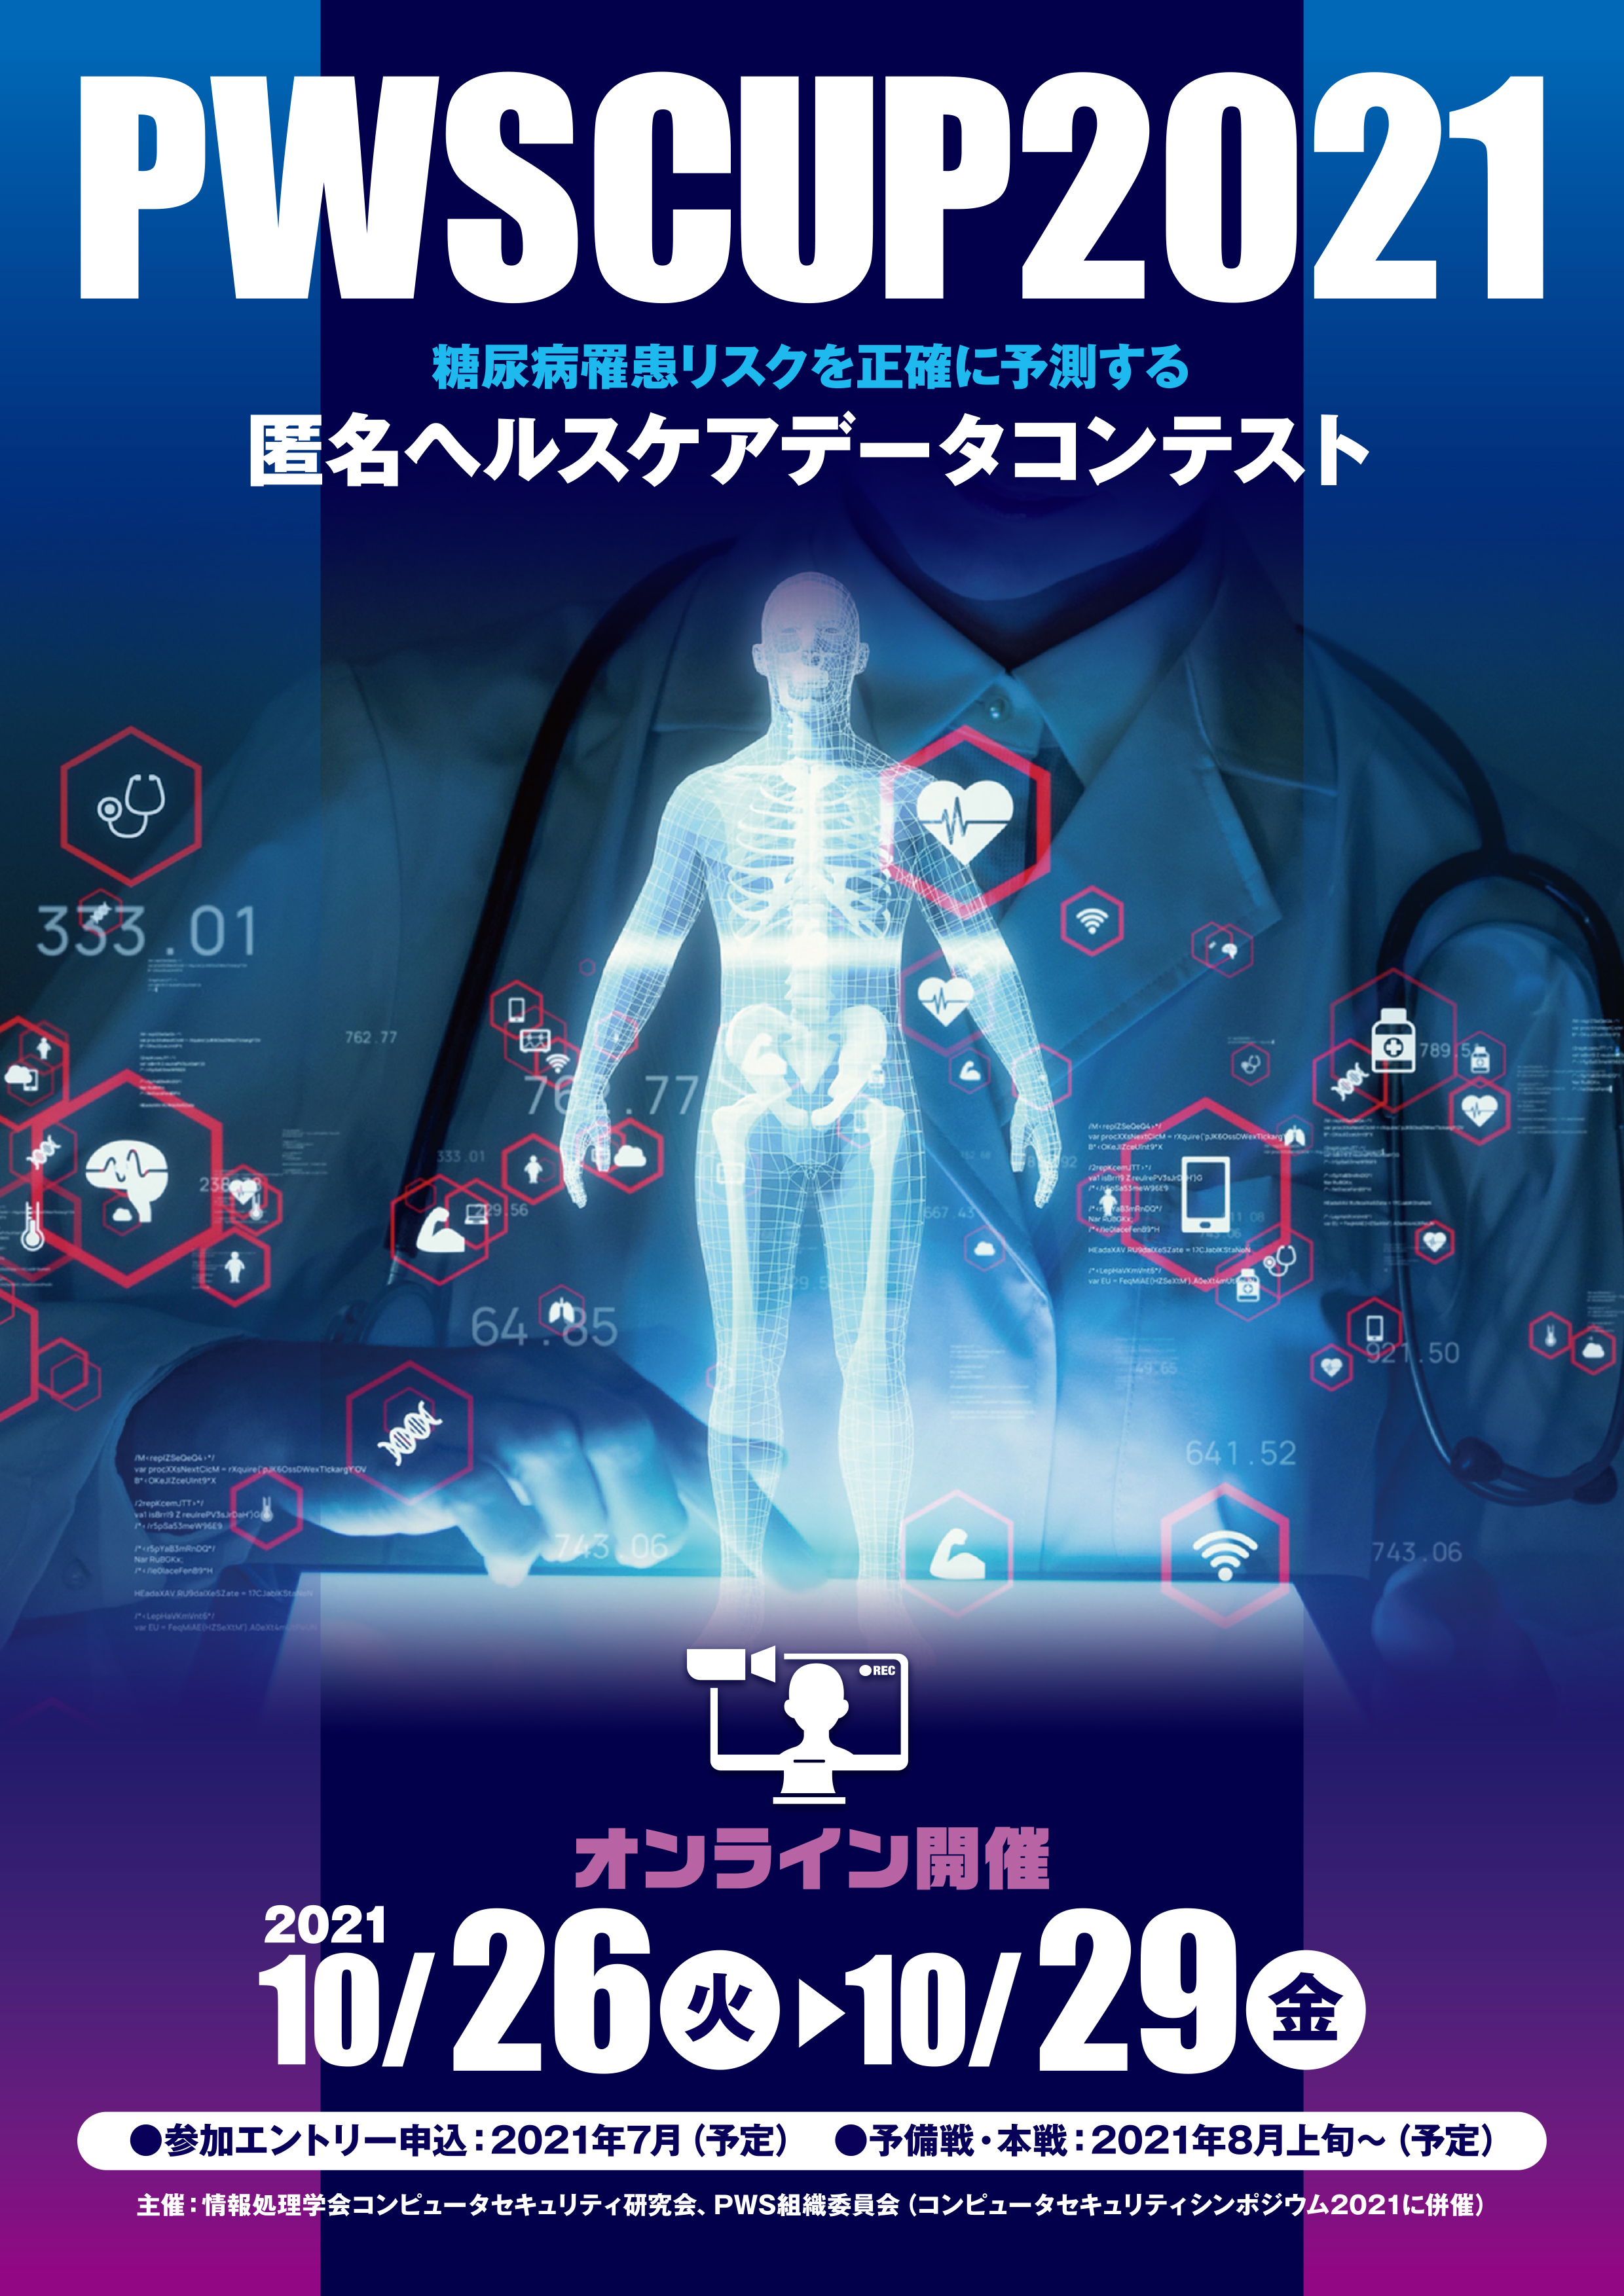 PWSCUP2021
糖尿病罹患リスクを正確に予測する
匿名ヘルスケアデータコンテスト
333.01
762.77
789.5
333.01
229.56
667.43
64.85
921.50
49.65
641.52
743.06
743.06
REC
オンライン開催
2021
10/26火▶10/29金
●参加エントリー申込：2021年7月（予定） ●予備戦・本戦：2021年8月上旬～（予定）
主催：情報処理学会コンピュータセキュリティ研究会、PWS組織委員会（コンピュータセキュリティシンポジウム2021に併催）